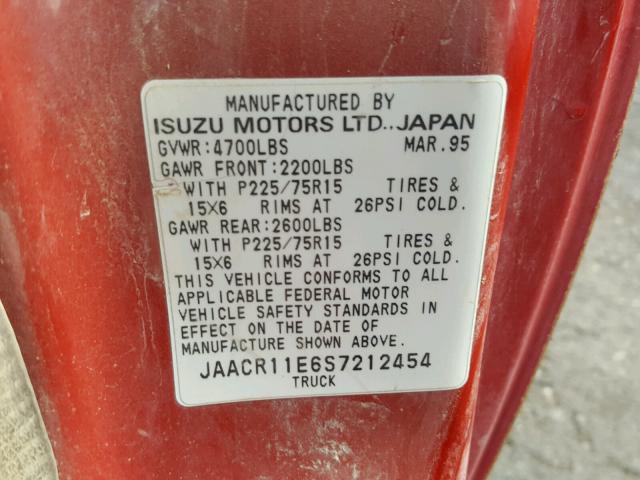 MANUFACTURED BY
ISUZU MOTORS LTD., JAPAN
GVWR:4700LBS MAR.95
GAWR FRONT:2200LBS
WITH P225/75R15 TIRES &
15X6 RIMS AT 26PSI COLD.
GAWR REAR:2600LBS
WITH P225/75R15 TIRES &
15X6 RIMS AT 26PSI COLD.
THIS VEHICLE CONFORMS TO ALL
APPLICABLE FEDERAL MOTOR
VEHICLE SAFETY STANDARDS IN
EFFECT ON THE DATE OF
MANUFACTURE SHOWN ABOVE.
JAACR11E6S7212454
TRUCK